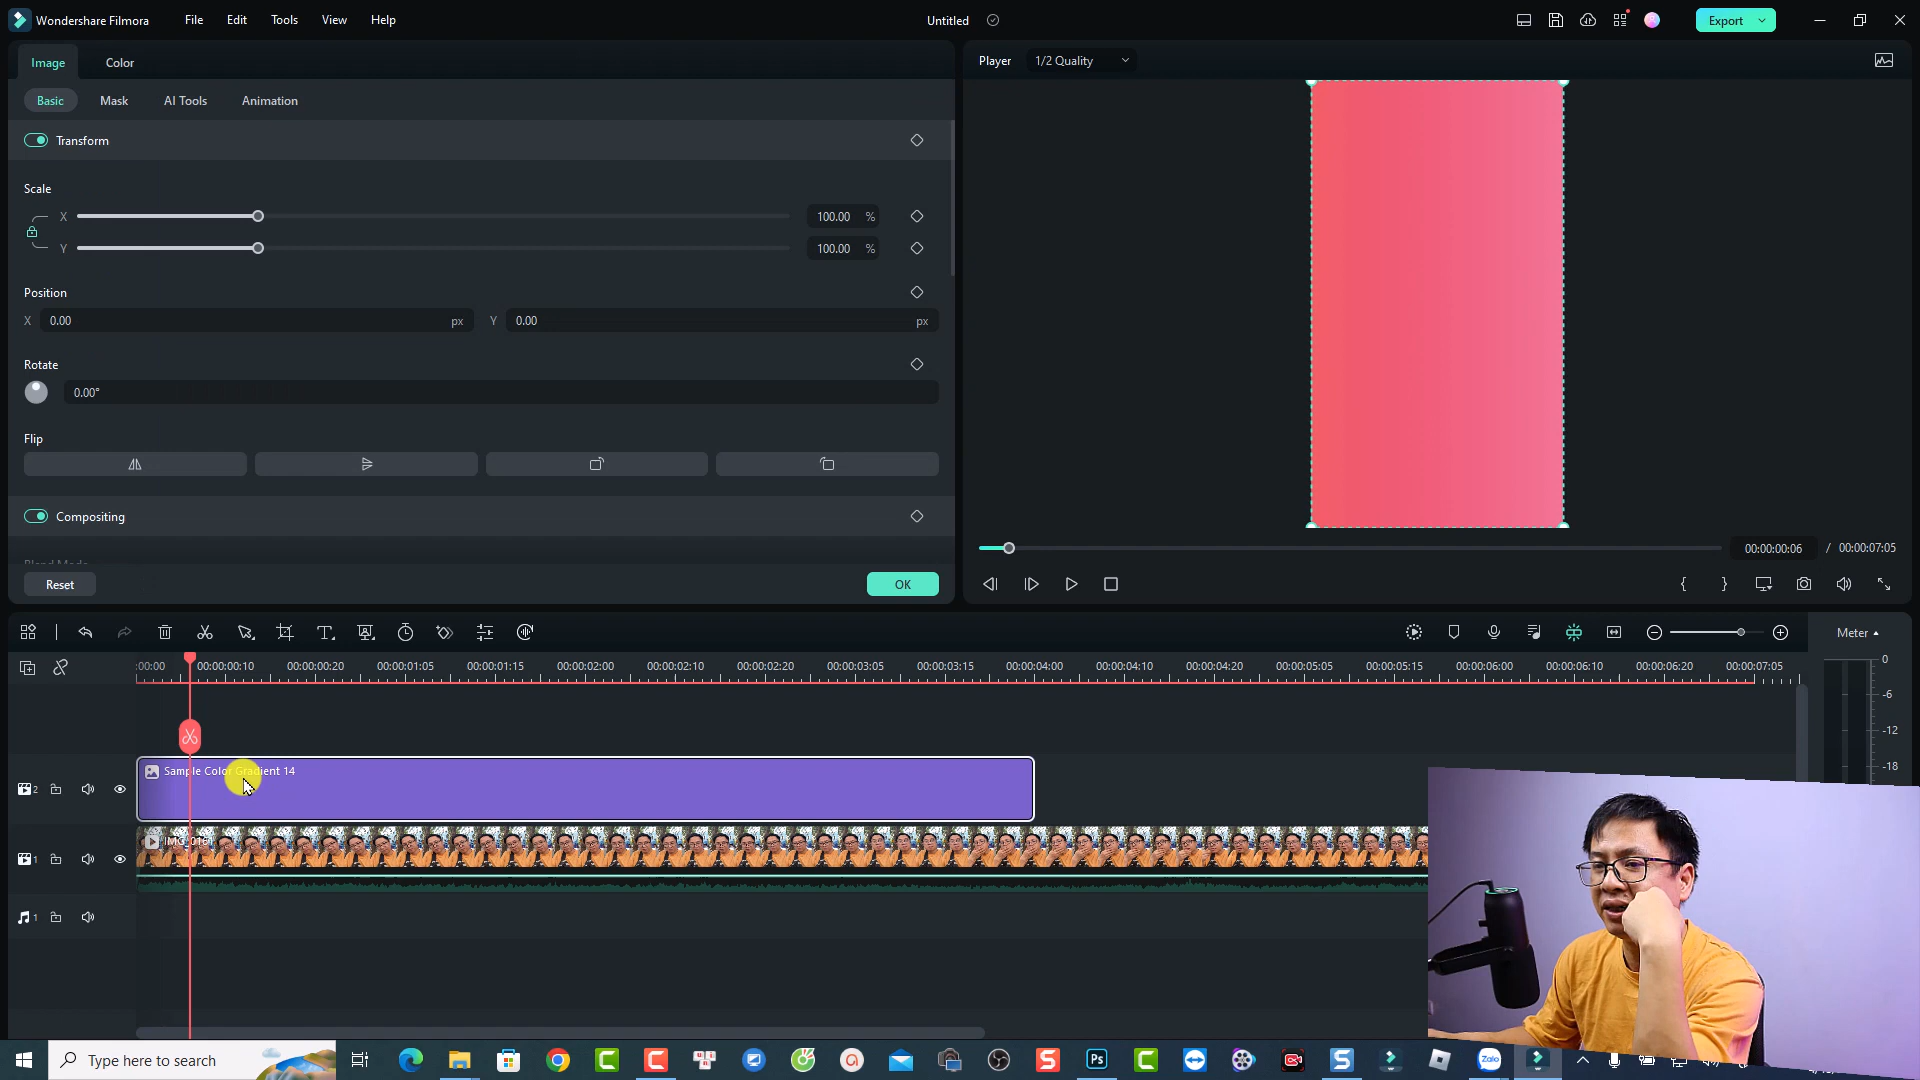 Wondershare Filmora File Edit Tools View Help Untitled Export
Image Color
Player 1/2 Quality
Basic Mask AI Tools Animation
Transform
Scale
X 100.00 %
Y 100.00 %
Position
X 0.00 px Y 0.00 px
Rotate
0.00°
Flip
Compositing
Blend Mode
Reset OK
00:00:00:06 / 00:00:07:05
Meter
:00:00 00:00:00:10 00:00:00:20 00:00:01:05 00:00:01:15 00:00:02:00 00:00:02:10 00:00:02:20 00:00:03:05 00:00:03:15 00:00:04:00 00:00:04:10 00:00:04:20 00:00:05:05 00:00:05:15 00:00:06:00 00:00:06:10 00:00:06:20 00:00:07:05
0
-6
-12
-18
Sample Color Gradient 14
2
1
1
Type here to search
Ps
Zalo